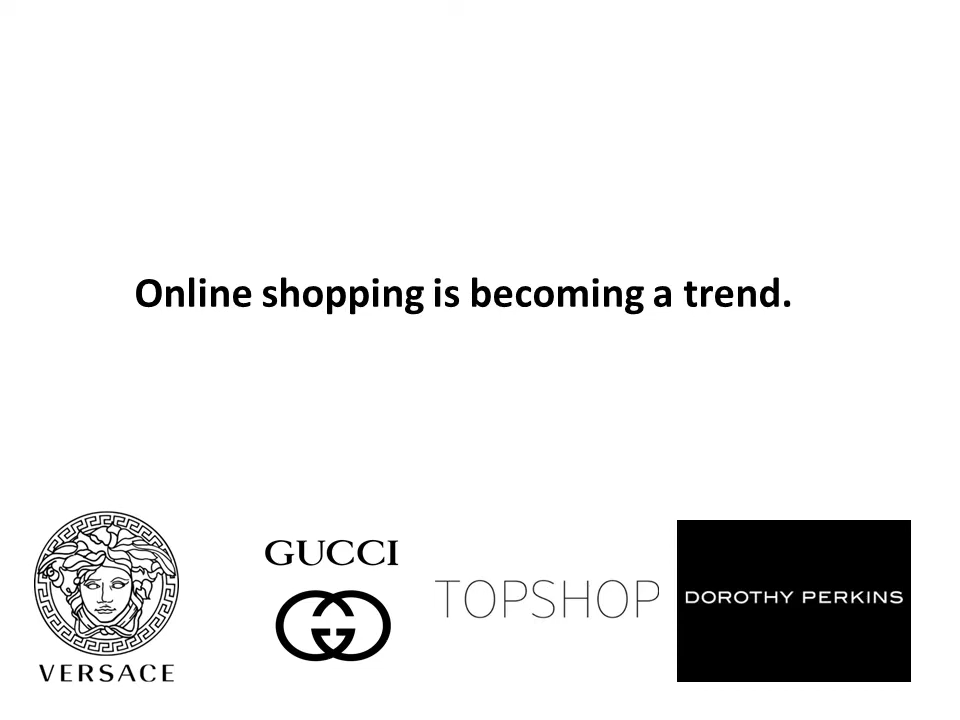 Online shopping is becoming a trend.
VERSACE
GUCCI
TOPSHOP
DOROTHY PERKINS